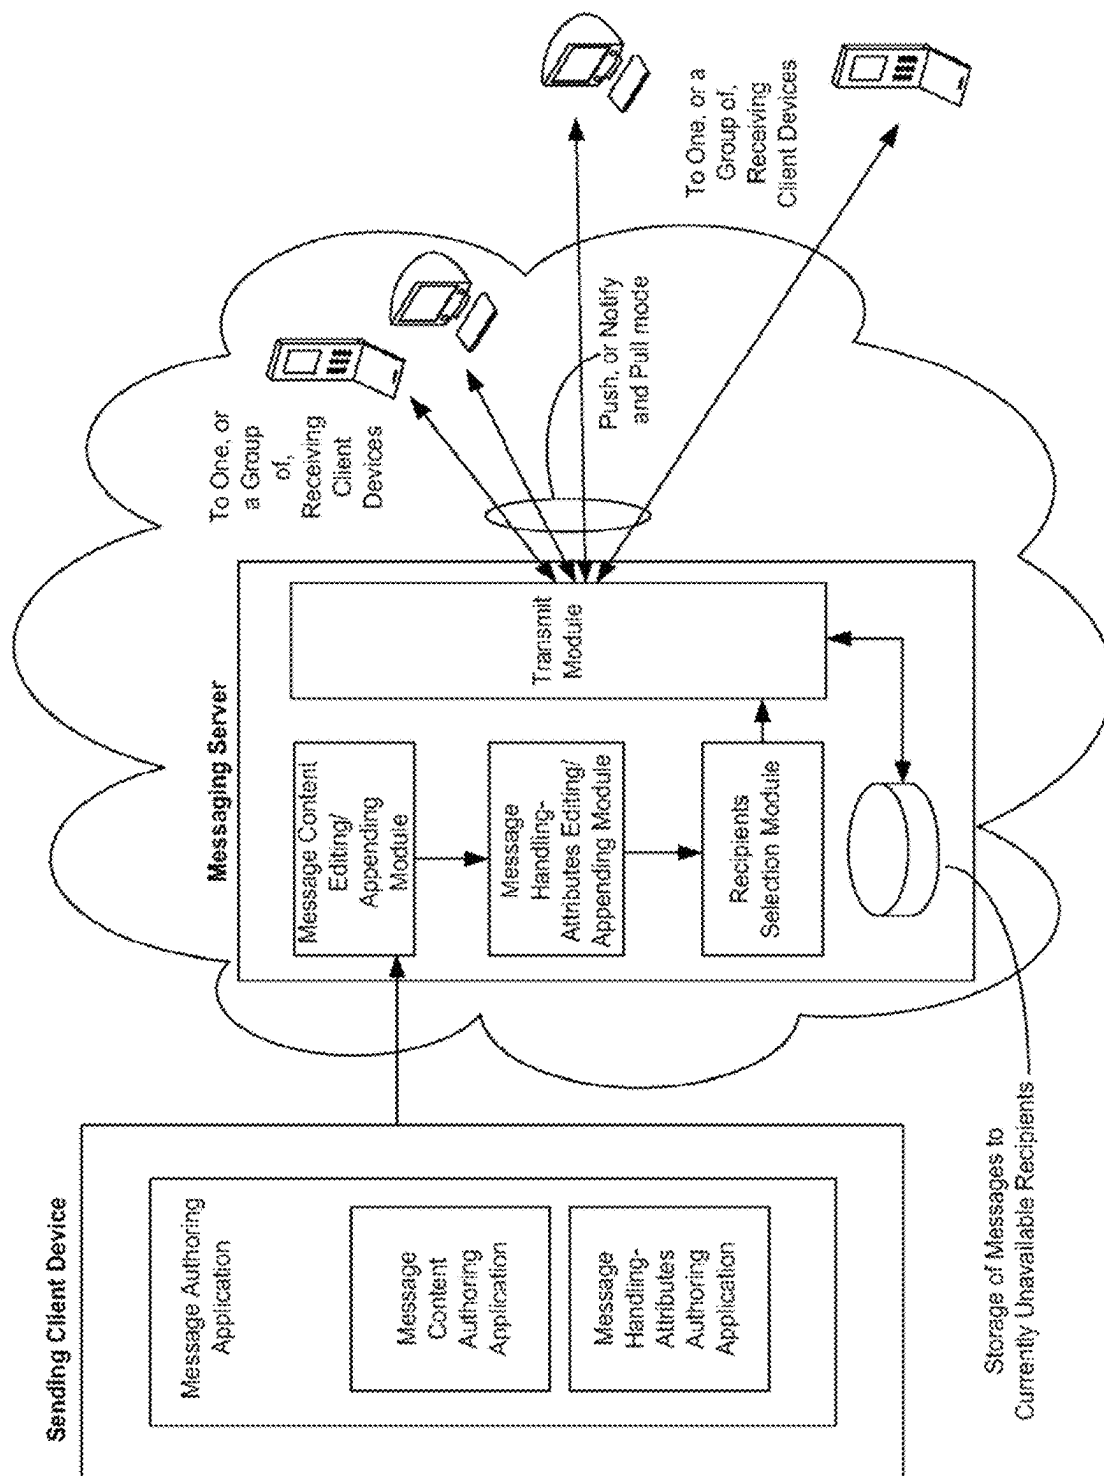 Sending Client Device
Message Authoring
Application
Message
Content
Authoring
Application
Message
Handling-
Attributes
Authoring
Application
Storage of Messages to
Currently Unavailable Recipients
Messaging Server
Message Content
Editing/
Appending
Module
Message
Handling-
Attributes Editing/
Appending Module
Recipients
Selection Module
Transmit
Module
To One, or
a Group
of,
Receiving
Client
Devices
Push, or Notify
and Pull mode
To One, or a
Group of,
Receiving
Client Devices